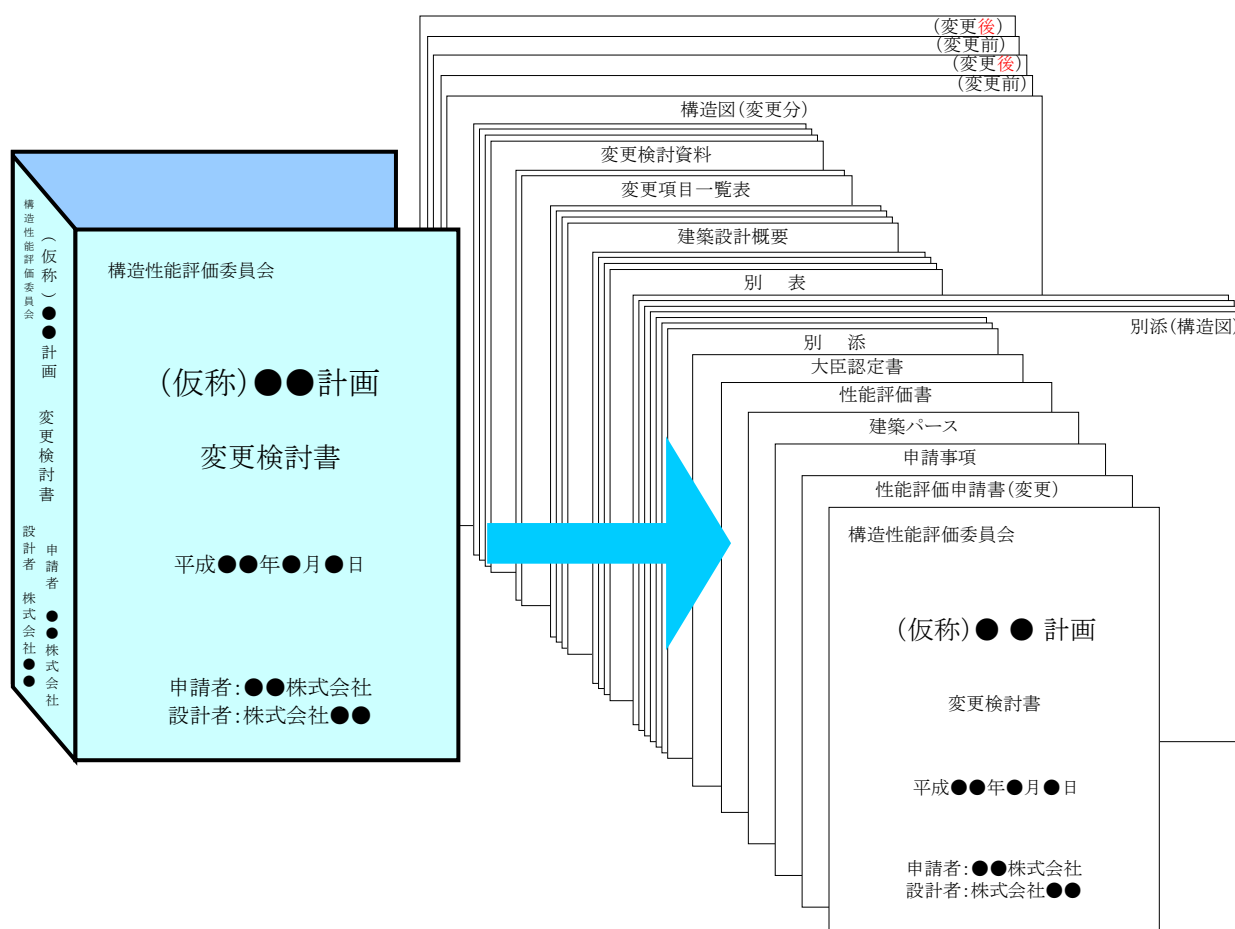 (変更後)
(変更前)
(変更後)
(変更前)
構造図(変更分)
変更検討資料
変更項目一覧表
建築設計概要
別 表
別添(構造図)
別 添
大臣認定書
性能評価書
建築パース
申請事項
性能評価申請書(変更)
構造性能評価委員会
(仮称)●●計画 変更検討書
申請者 ●●株式会社
設計者 株式会社●●
構造性能評価委員会
(仮称)●●計画
変更検討書
平成●●年●月●日
申請者:●●株式会社
設計者:株式会社●●
構造性能評価委員会
(仮称)● ● 計画
変更検討書
平成●●年●月●日
申請者:●●株式会社
設計者:株式会社●●